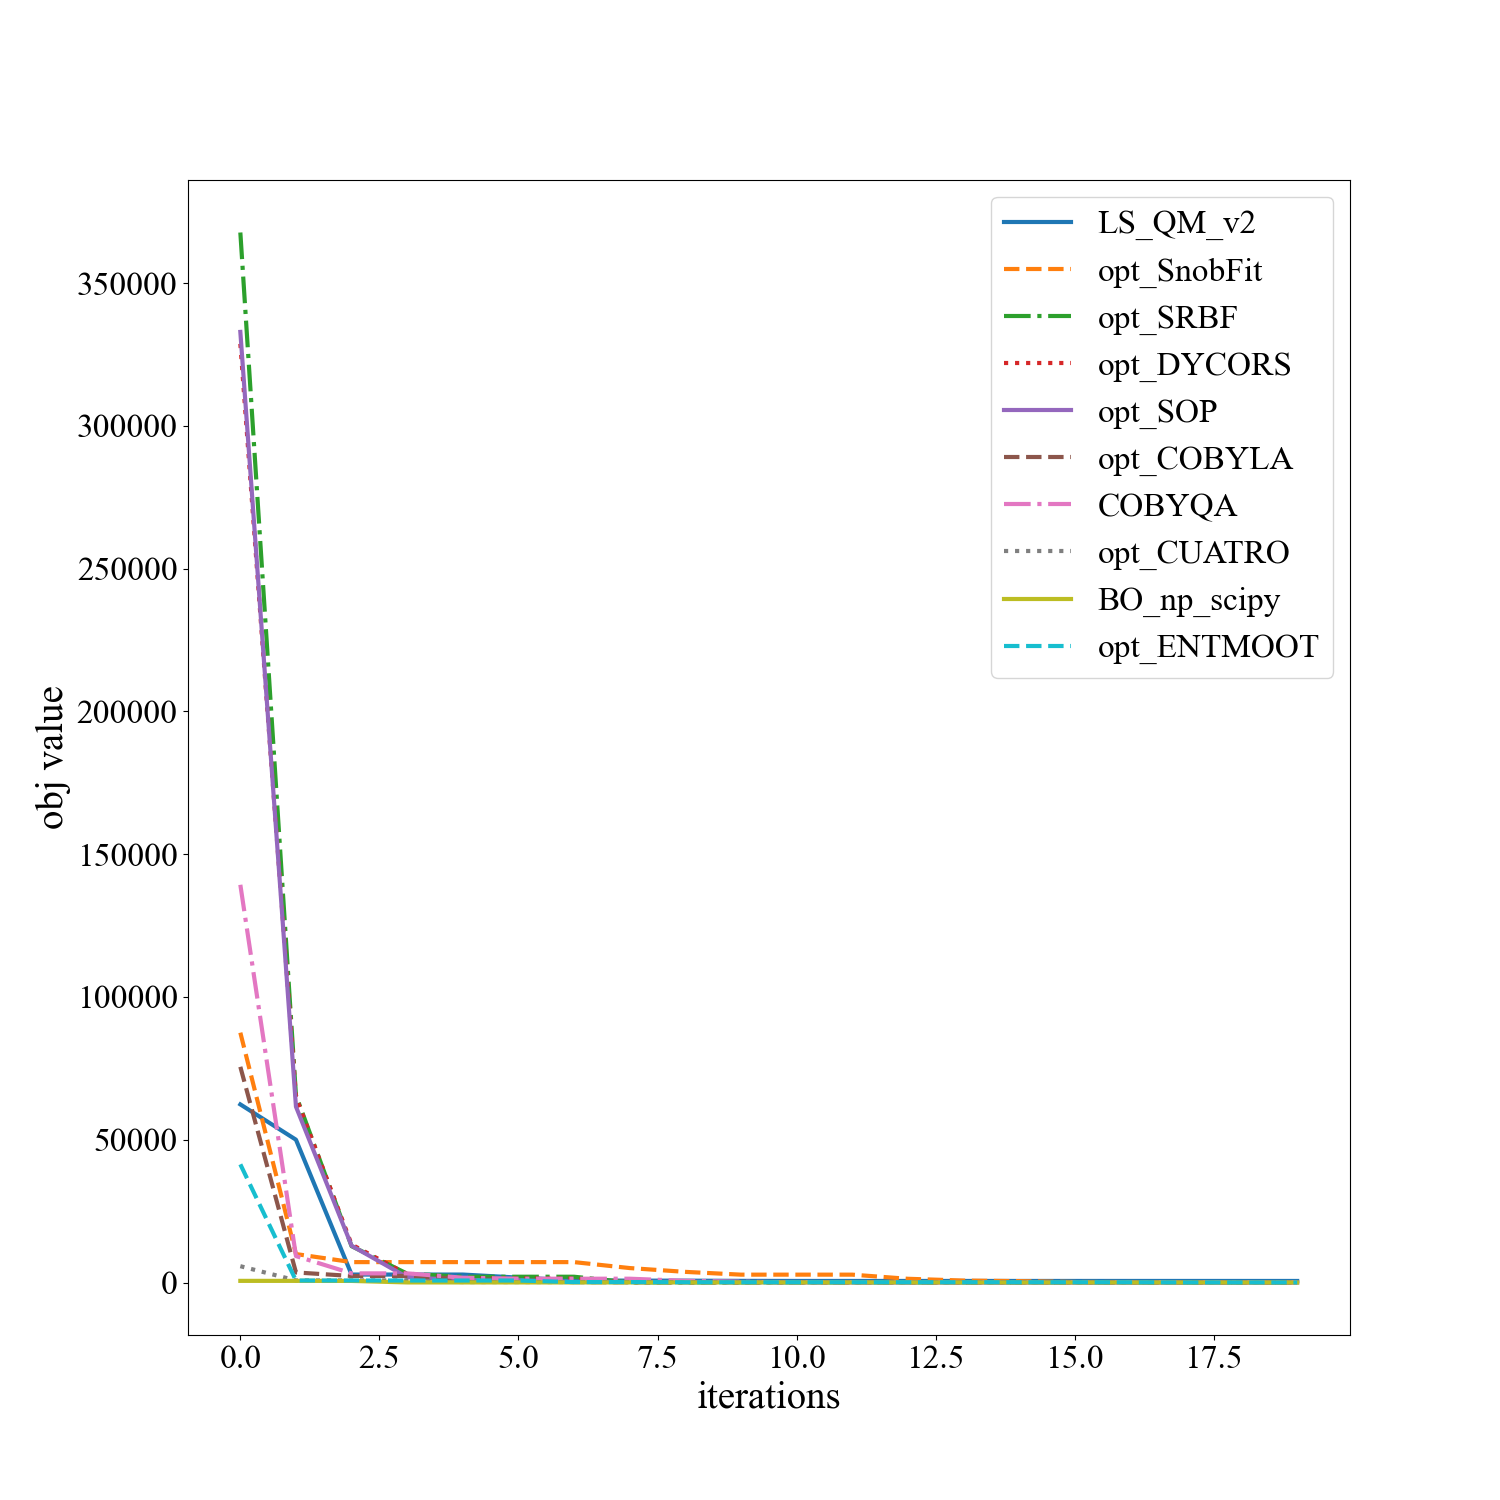 LS_QM_v2
opt_SnobFit
opt_SRBF
opt_DYCORS
opt_SOP
opt_COBYLA
COBYQA
opt_CUATRO
BO_np_scipy
opt_ENTMOOT
obj value
350000
300000
250000
200000
150000
100000
50000
0
0.0 2.5 5.0 7.5 10.0 12.5 15.0 17.5
iterations